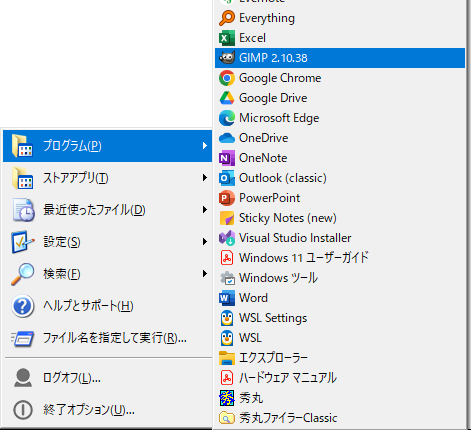 Evernote
Everything
Excel
GIMP 2.10.38
Google Chrome
Google Drive
Microsoft Edge
OneDrive
OneNote
Outlook (classic)
PowerPoint
Sticky Notes (new)
Visual Studio Installer
Windows 11 ユーザーガイド
Windows ツール
Word
WSL Settings
WSL
エクスプローラー
ハードウェア マニュアル
秀丸
秀丸ファイラーClassic
プログラム(P)
ストアアプリ(T)
最近使ったファイル(D)
設定(S)
検索(F)
ヘルプとサポート(H)
ファイル名を指定して実行(R)...
ログオフ(L)...
終了オプション(U)...